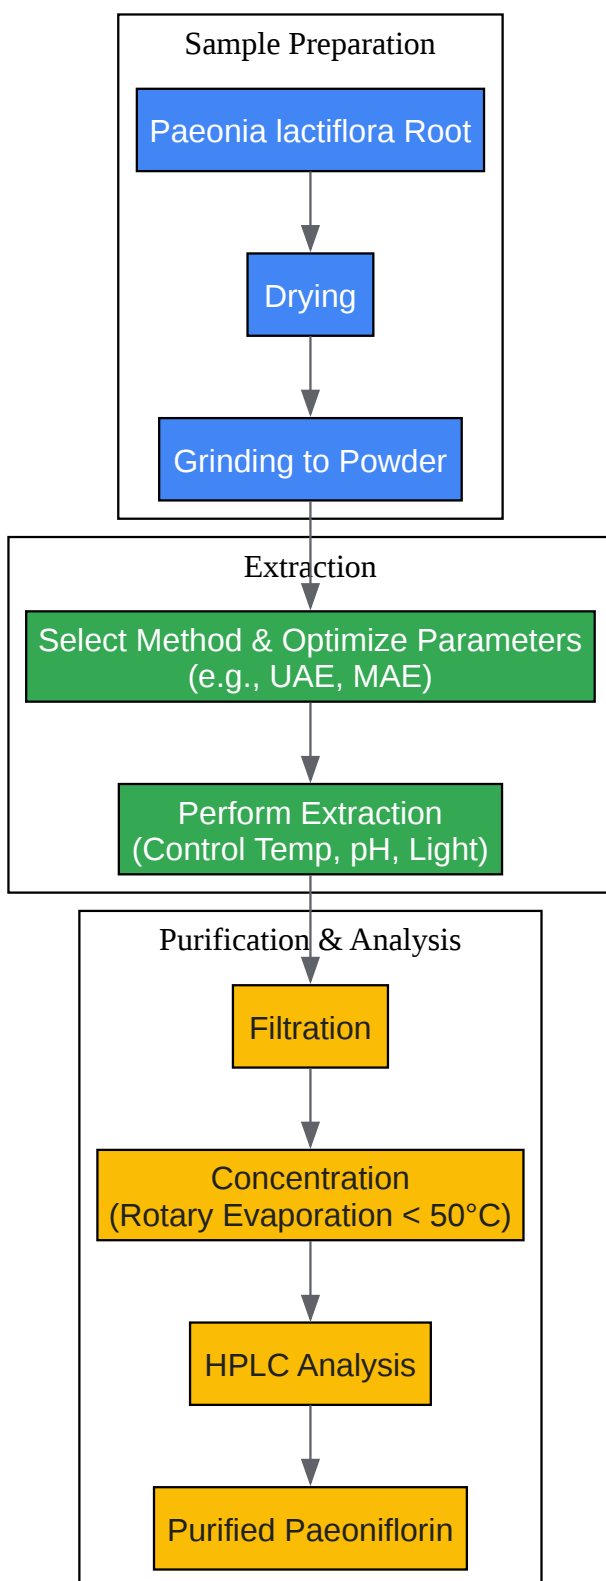 Sample Preparation
Paeonia lactiflora Root
Drying
Grinding to Powder
Extraction
Select Method & Optimize Parameters
(e.g., UAE, MAE)
Perform Extraction
(Control Temp, pH, Light)
Purification & Analysis
Filtration
Concentration
(Rotary Evaporation < 50°C)
HPLC Analysis
Purified Paeoniflorin